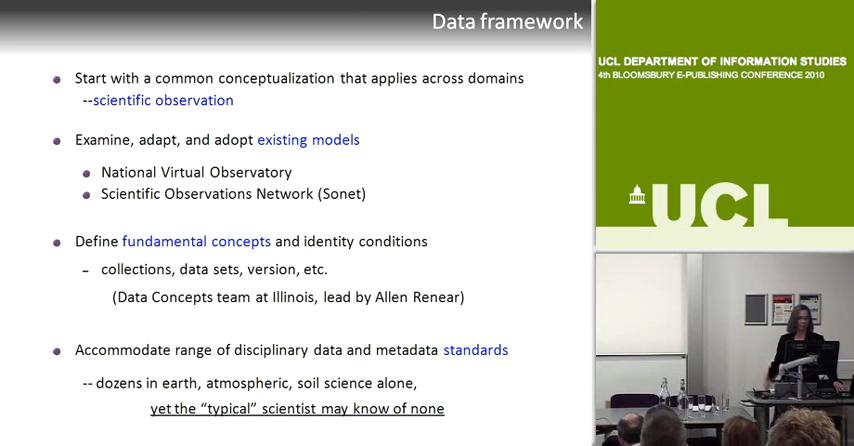 Data framework
Start with a common conceptualization that applies across domains
--scientific observation
Examine, adapt, and adopt existing models
National Virtual Observatory
Scientific Observations Network (Sonet)
Define fundamental concepts and identity conditions
– collections, data sets, version, etc.
(Data Concepts team at Illinois, lead by Allen Renear)
Accommodate range of disciplinary data and metadata standards
-- dozens in earth, atmospheric, soil science alone,
yet the “typical” scientist may know of none
UCL DEPARTMENT OF INFORMATION STUDIES
4TH BLOOMSBURY E-PUBLISHING CONFERENCE 2010
UCL